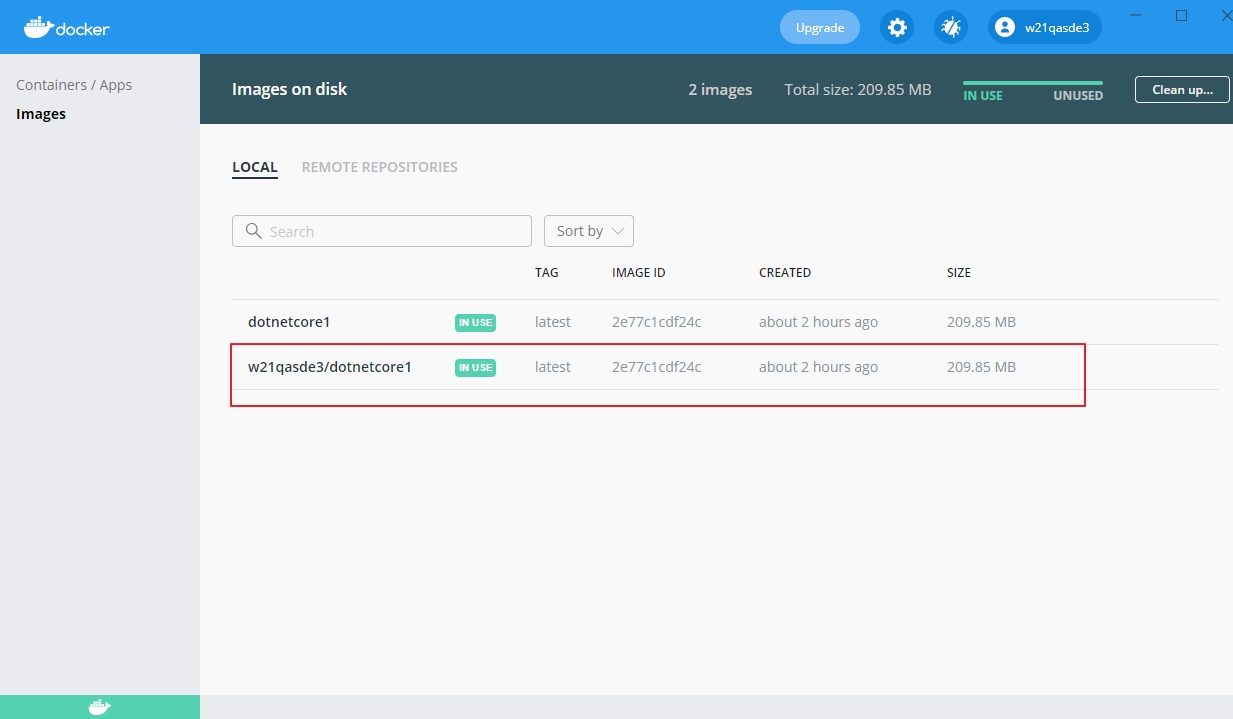 docker
Upgrade
w21qasde3
Containers / Apps
Images
Images on disk
2 images
Total size: 209.85 MB
IN USE
UNUSED
Clean up...
LOCAL
REMOTE REPOSITORIES
Search
Sort by
TAG IMAGE ID CREATED SIZE
dotnetcore1 IN USE latest 2e77c1cdf24c about 2 hours ago 209.85 MB
w21qasde3/dotnetcore1 IN USE latest 2e77c1cdf24c about 2 hours ago 209.85 MB